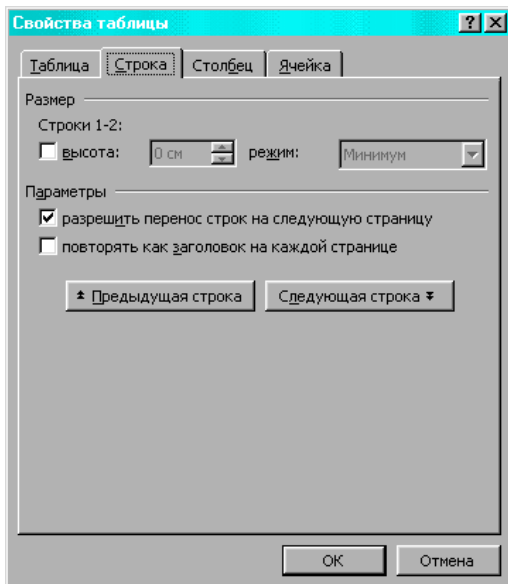 Свойства таблицы
Таблица Строка Столбец Ячейка
Размер
Строки 1-2:
высота: 0 см режим: Минимум
Параметры
разрешить перенос строк на следующую страницу
повторять как заголовок на каждой странице
Предыдущая строка Следующая строка
ОК Отмена